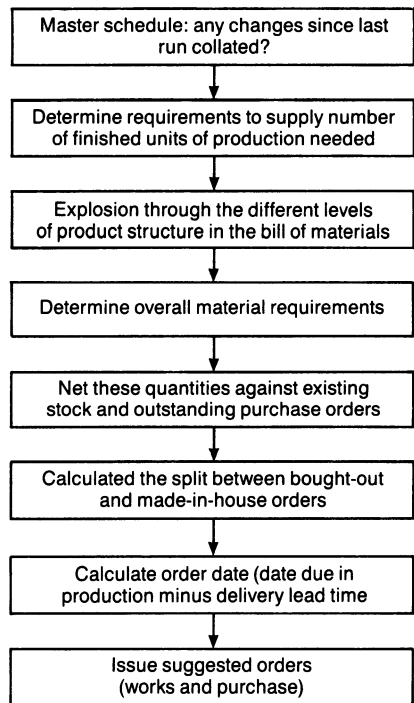 Master schedule: any changes since last
run collated?
Determine requirements to supply number
of finished units of production needed
Explosion through the different levels
of product structure in the bill of materials
Determine overall material requirements
Net these quantities against existing
stock and outstanding purchase orders
Calculated the split between bought-out
and made-in-house orders
Calculate order date (date due in
production minus delivery lead time
Issue suggested orders
(works and purchase)